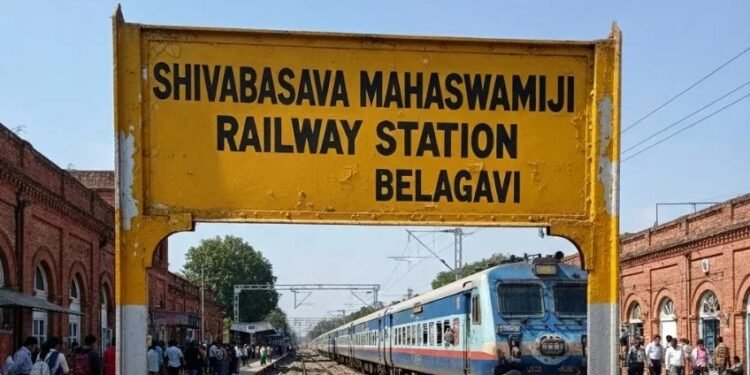 SHIVABASAVA MAHASWAMIJI
RAILWAY STATION
BELAGAVI